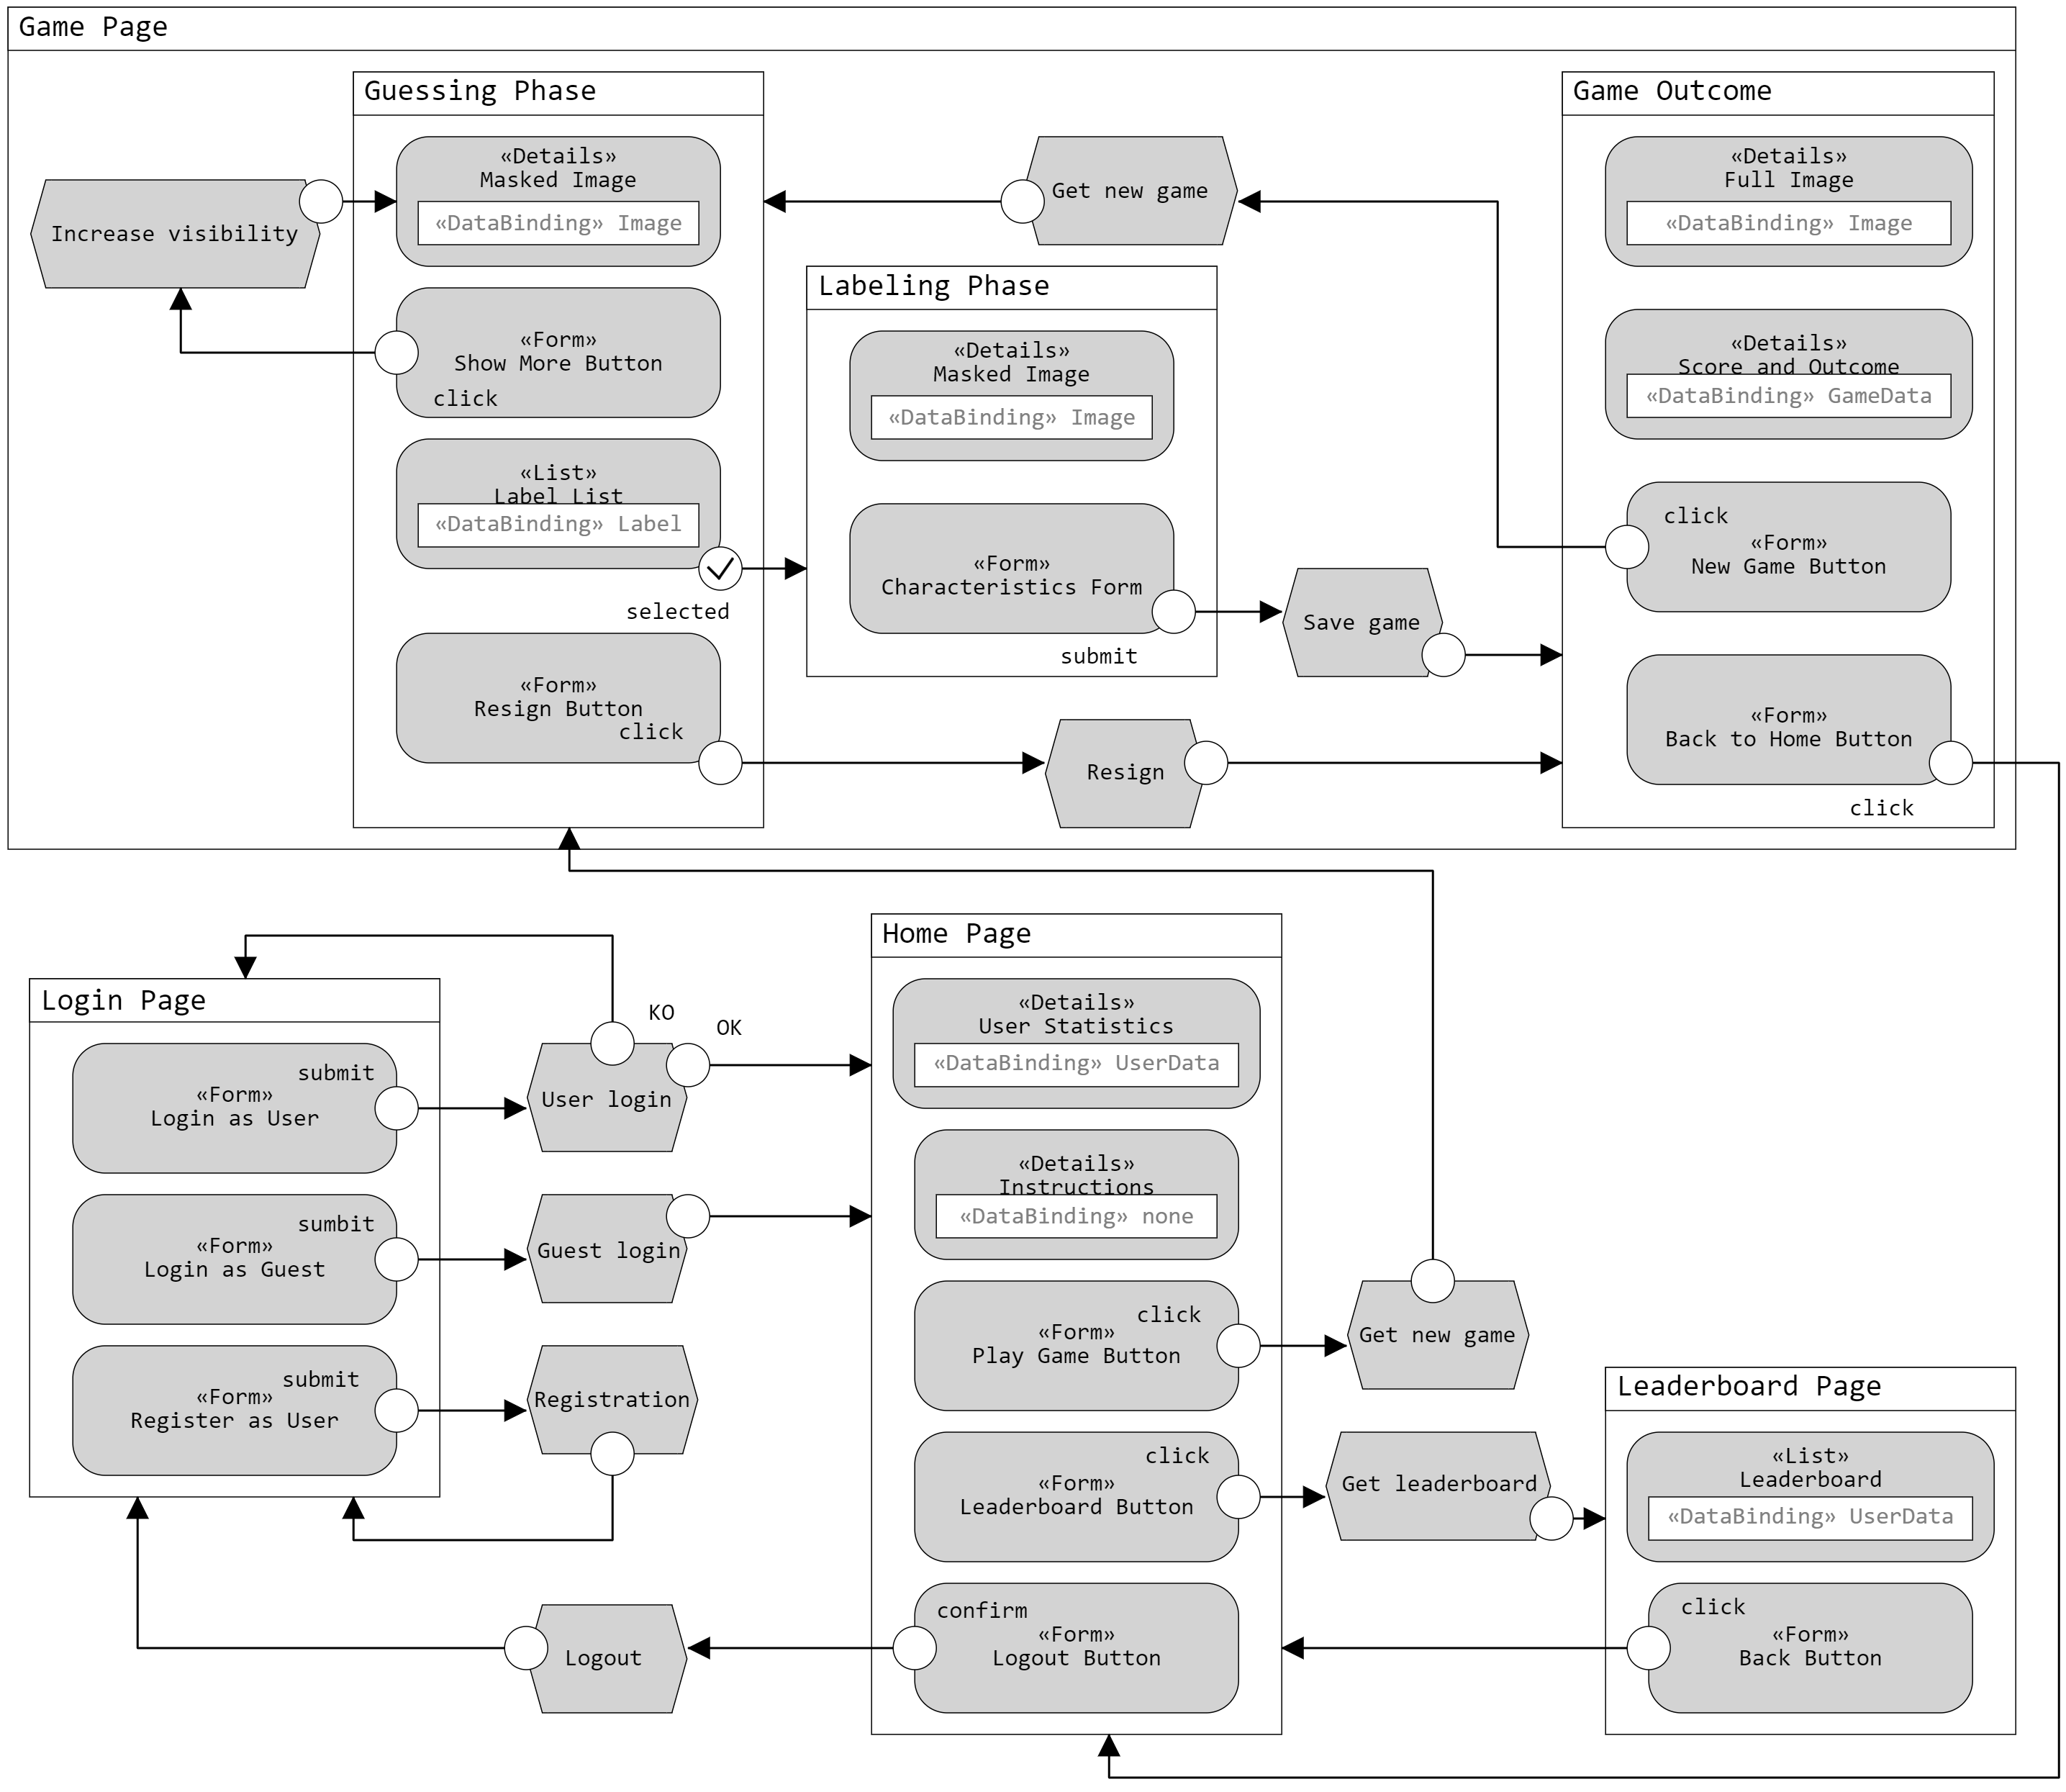 Game Page
Guessing Phase
«Details»
Masked Image
«DataBinding» Image
Increase visibility
«Form»
Show More Button
click
«List»
Label List
«DataBinding» Label
selected
«Form»
Resign Button
click
Get new game
Labeling Phase
«Details»
Masked Image
«DataBinding» Image
«Form»
Characteristics Form
submit
Save game
Resign
Game Outcome
«Details»
Full Image
«DataBinding» Image
«Details»
Score and Outcome
«DataBinding» GameData
click
«Form»
New Game Button
«Form»
Back to Home Button
click
Login Page
submit
«Form»
Login as User
sumbit
«Form»
Login as Guest
submit
«Form»
Register as User
KO
OK
User login
Guest login
Registration
Logout
Home Page
«Details»
User Statistics
«DataBinding» UserData
«Details»
Instructions
«DataBinding» none
click
«Form»
Play Game Button
click
«Form»
Leaderboard Button
confirm
«Form»
Logout Button
Get new game
Get leaderboard
Leaderboard Page
«List»
Leaderboard
«DataBinding» UserData
click
«Form»
Back Button